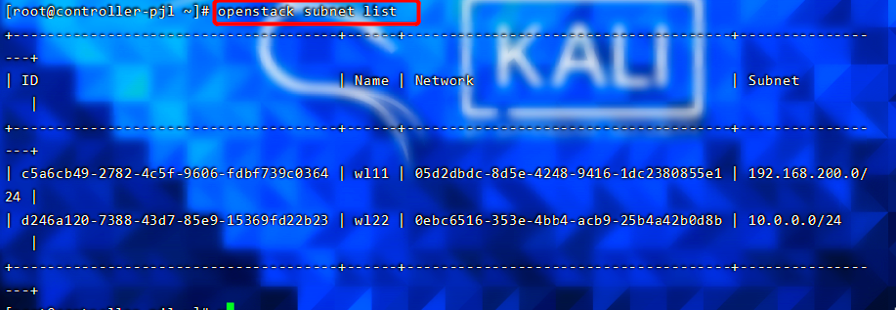 [root@controller-pjl ~]# openstack subnet list
+--------------------------------------+------+--------------------------------------+---------------
---+
| ID                                   | Name | Network                              | Subnet
   |
+--------------------------------------+------+--------------------------------------+---------------
---+
| c5a6cb49-2782-4c5f-9606-fdbf739c0364 | wl11 | 05d2dbdc-8d5e-4248-9416-1dc2380855e1 | 192.168.200.0/
24 |
| d246a120-7388-43d7-85e9-15369fd22b23 | wl22 | 0ebc6516-353e-4bb4-acb9-25b4a42b0d8b | 10.0.0.0/24
   |
+--------------------------------------+------+--------------------------------------+---------------
---+
KALI